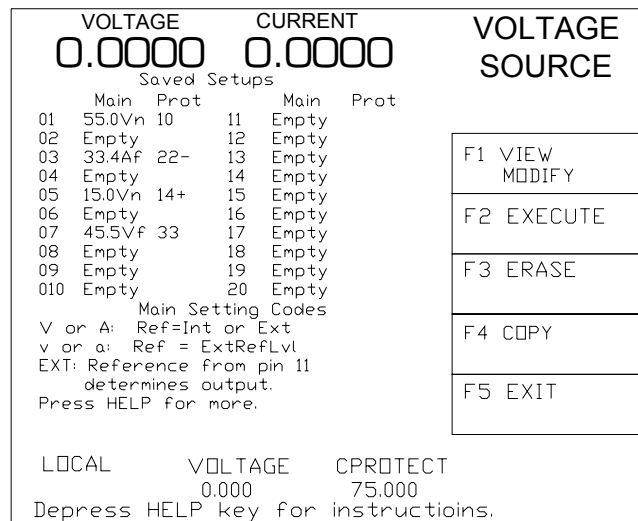 VOLTAGE CURRENT
0.0000 0.0000
VOLTAGE
SOURCE
Saved Setups
Main Prot Main Prot
01 55.0Vn 10 11 Empty
02 Empty 12 Empty
03 33.4Af 22- 13 Empty
04 Empty 14 Empty
05 15.0Vn 14+ 15 Empty
06 Empty 16 Empty
07 45.5Vf 33 17 Empty
08 Empty 18 Empty
09 Empty 19 Empty
010 Empty 20 Empty
Main Setting Codes
V or A: Ref=Int or Ext
v or a: Ref = ExtRefLvl
EXT: Reference from pin 11
determines output.
Press HELP for more.
F1 VIEW
MODIFY
F2 EXECUTE
F3 ERASE
F4 COPY
F5 EXIT
LOCAL VOLTAGE CPROTECT
0.000 75.000
Depress HELP key for instructioins.